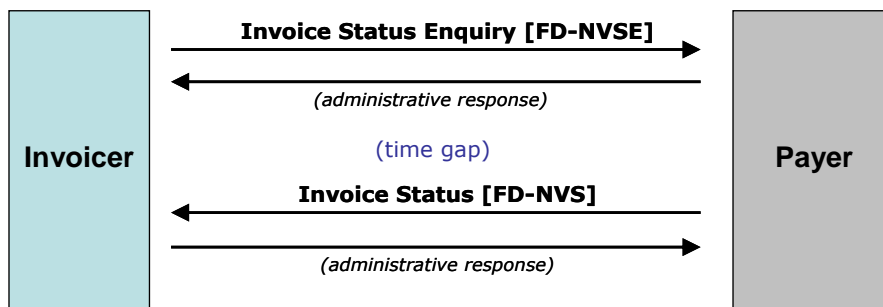 Invoice Status Enquiry [FD-NVSE]
(administrative response)
Invoicer
(time gap)
Payer
Invoice Status [FD-NVS]
(administrative response)